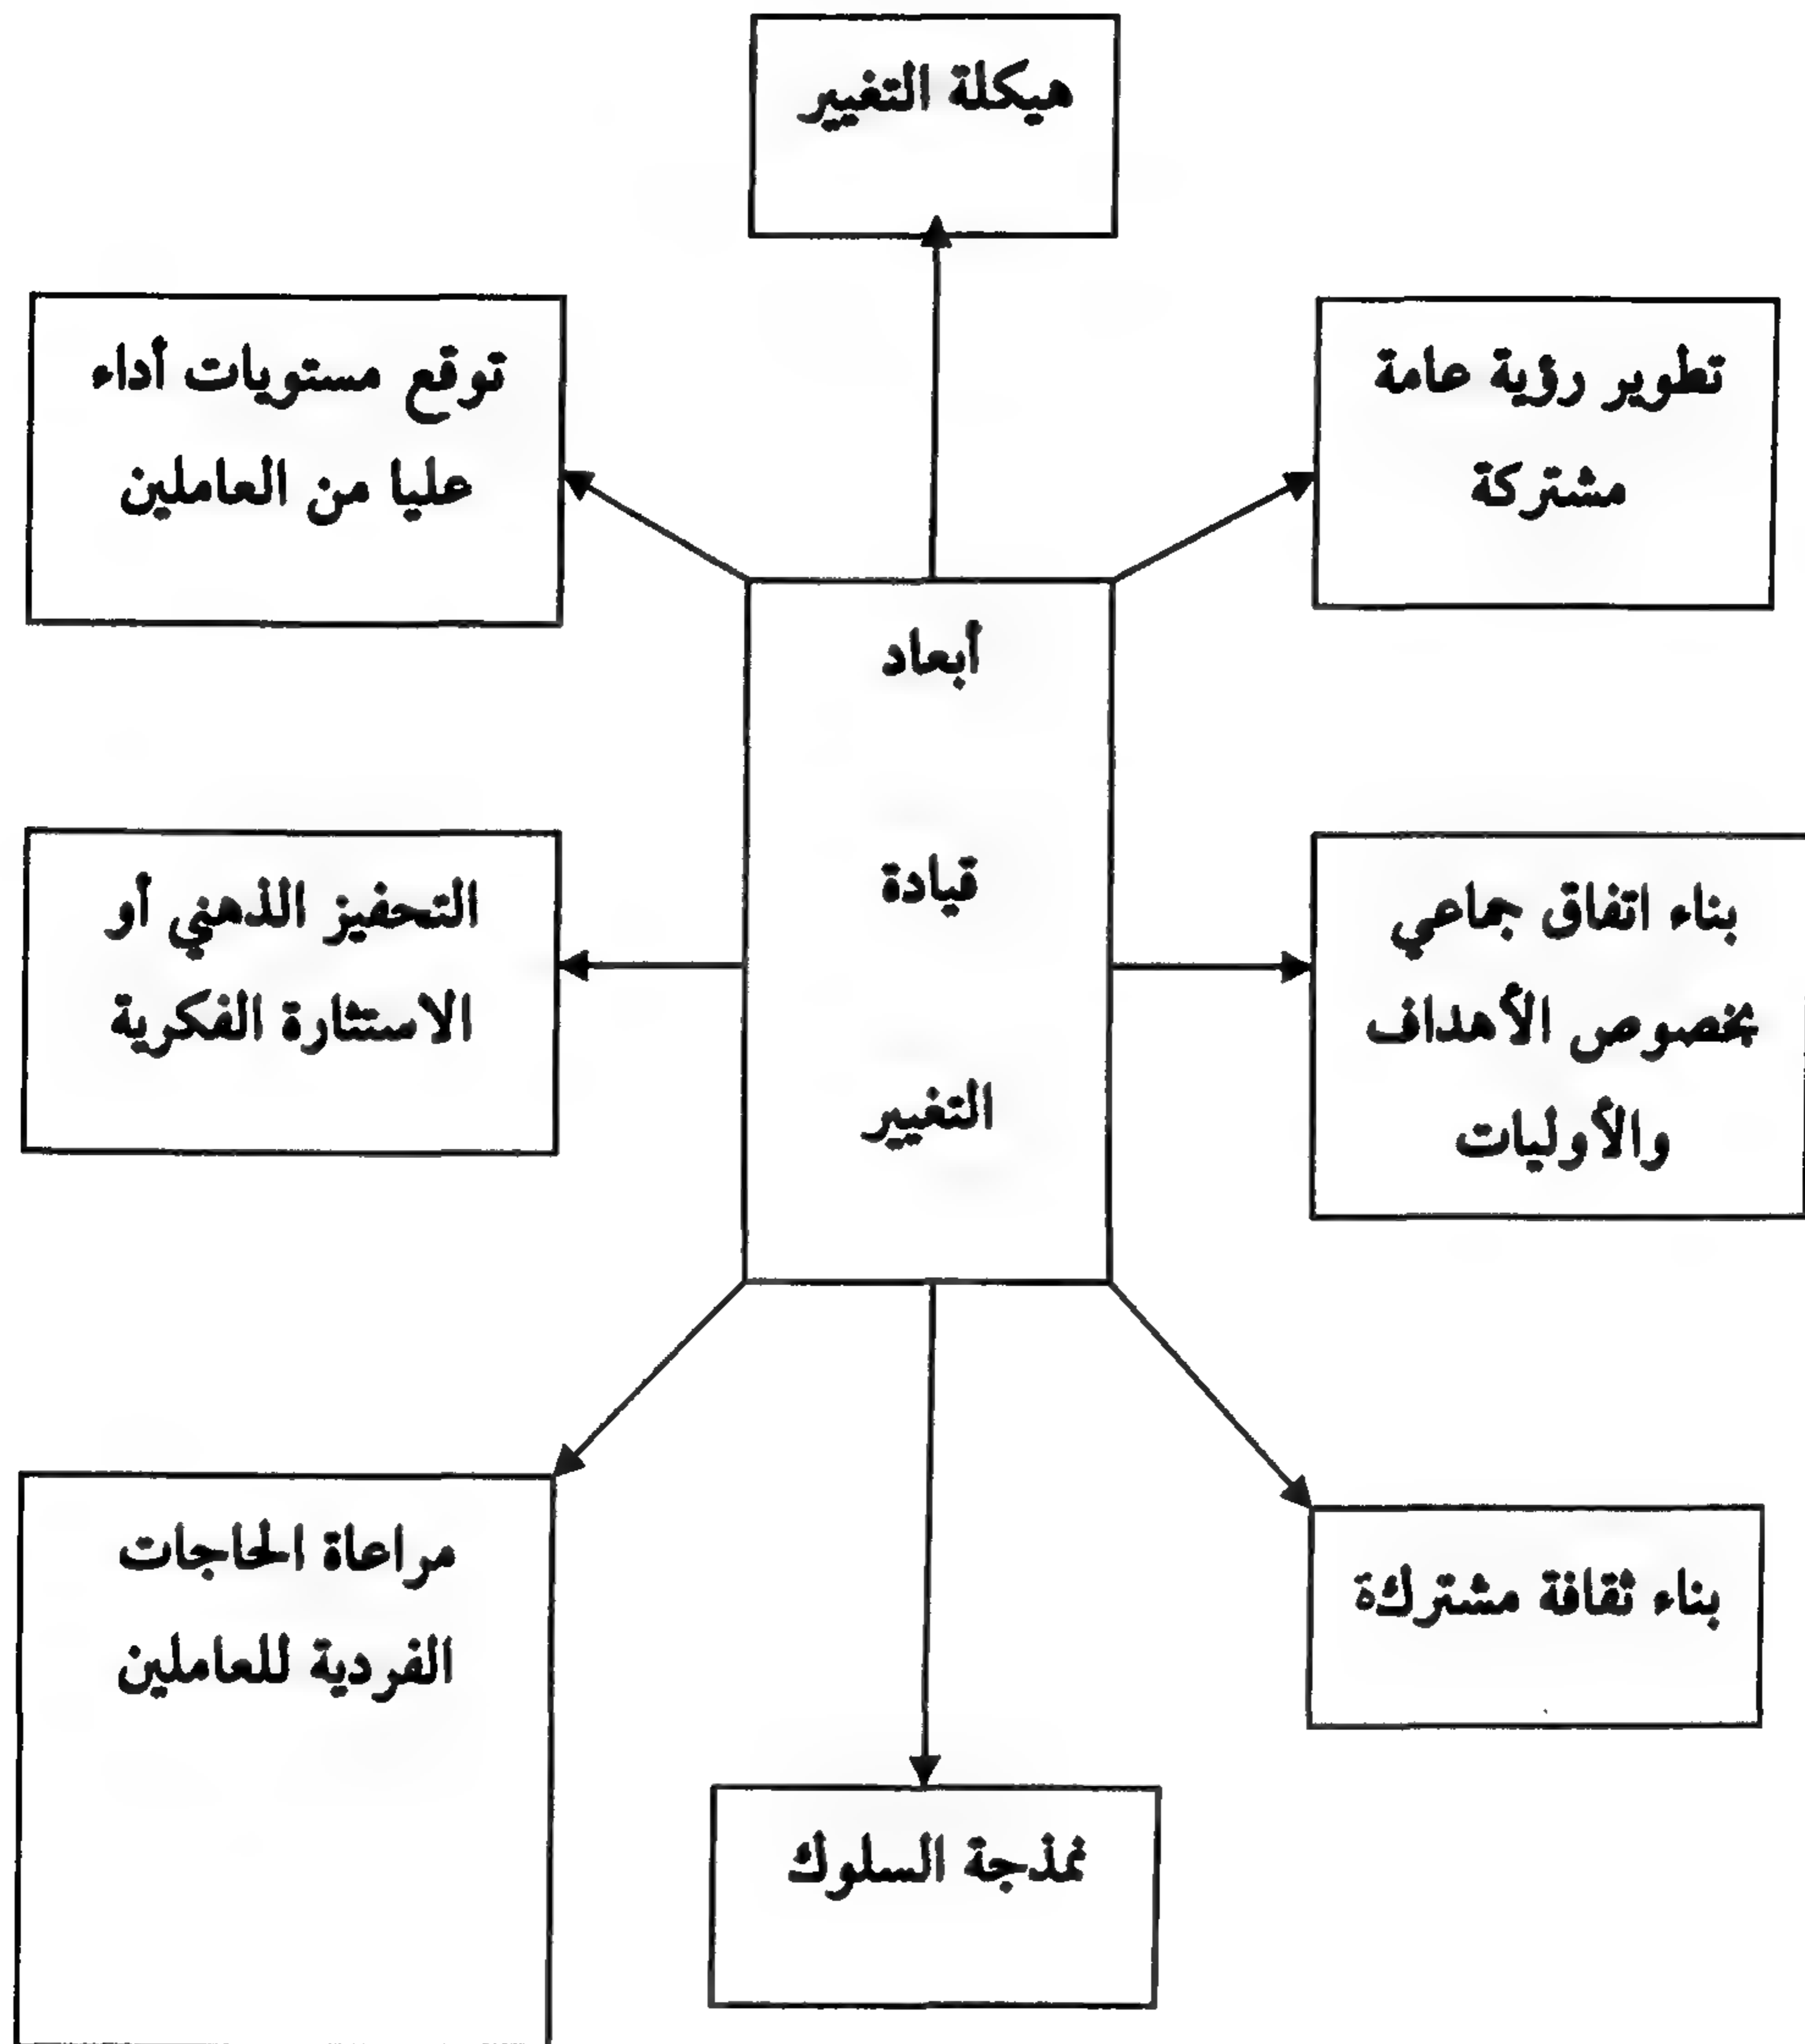 هيكلة التغيير
تطوير رؤية عامة
مشتركة
توقع مستويات أداء
عليا من العاملين
أبعاد
قيادة
التغيير
بناء اتفاق جماعي
بخصوص الأهداف
والأوليات
التحفيز الذهني أو
الاستثارة الفكرية
بناء ثقافة مشتركة
مراعاة الحاجات
الفردية للعاملين
نمذجة السلوك